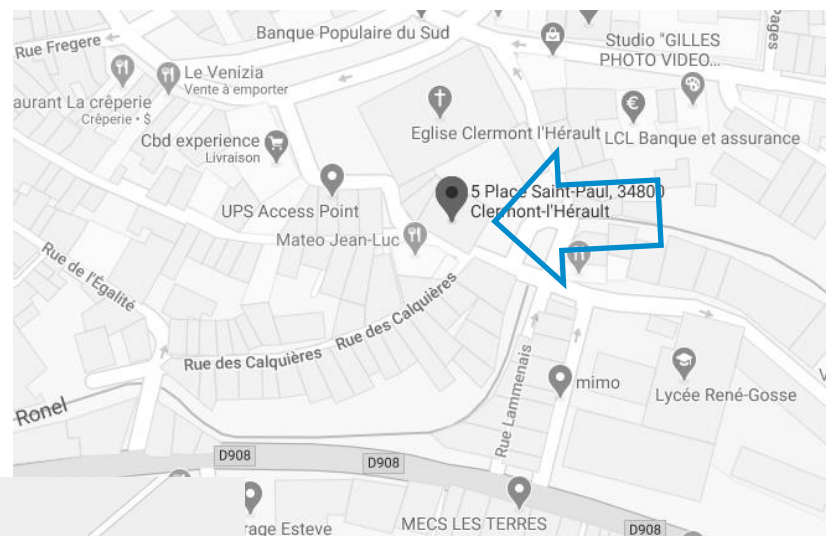 Banque Populaire du Sud
Rue Fregere
Studio "GILLES
PHOTO VIDEO...
pages
Le Venizia
Vente à emporter
aurant La crêperie
Crêperie • $
Eglise Clermont l'Hérault
LCL Banque et assurance
Cbd experience
Livraison
5 Place Saint-Paul, 34800
Clermont-l'Hérault
UPS Access Point
Mateo Jean-Luc
Rue de l'Égalité
Rue des Calquières
Rue des Calquières
Rue Lammenais
mimo
Lycée René-Gosse
V
Ronel
D908
D908
rage Esteve
MECS LES TERRES
D908